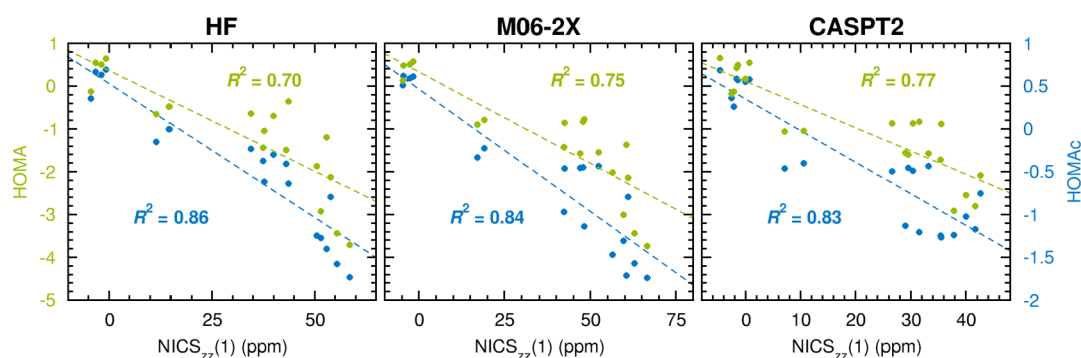 HF M06-2X CASPT2
1 1
0 0.5
-1 0
-2 -0.5
-3 -1
-4 -1.5
-5 -2
HOMA
HOMAc
R² = 0.70 R² = 0.75 R² = 0.77
R² = 0.86 R² = 0.84 R² = 0.83
0 25 50 0 25 50 75 0 10 20 30 40
NICSzz(1) (ppm) NICSzz(1) (ppm) NICSzz(1) (ppm)